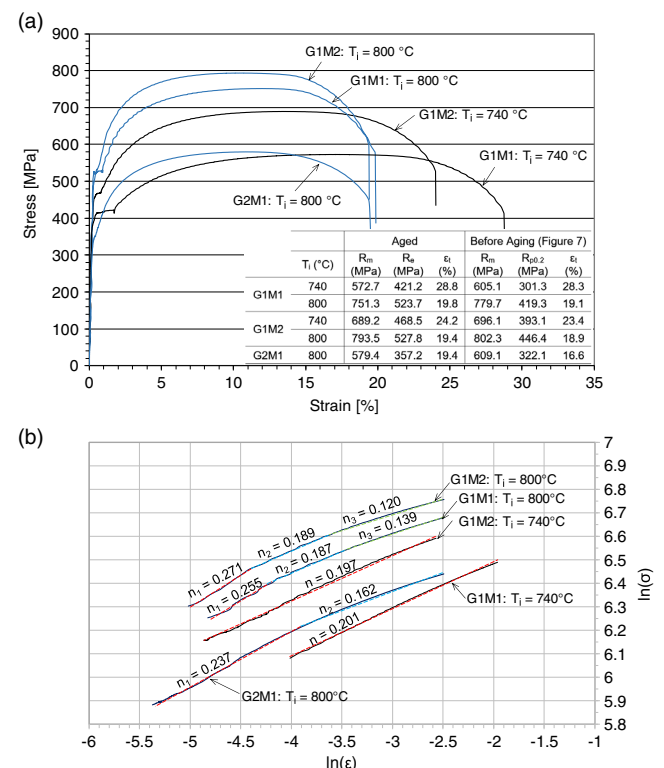 (a)
G1M2: Ti = 800 °C
G1M1: Ti = 800 °C
G1M2: Ti = 740 °C
G1M1: Ti = 740 °C
G2M1: Ti = 800 °C
Stress [MPa]
900
800
700
600
500
400
300
200
100
0
Aged Before Aging (Figure 7)
Ti (°C) Rm (MPa) Re (MPa) εt (%) Rm (MPa) Rp0.2 (MPa) εt (%)
G1M1 740 572.7 421.2 28.8 605.1 301.3 28.3
800 751.3 523.7 19.8 779.7 419.3 19.1
G1M2 740 689.2 468.5 24.2 696.1 393.1 23.4
800 793.5 527.8 19.4 802.3 446.4 18.9
G2M1 800 579.4 357.2 19.4 609.1 322.1 16.6
0 5 10 15 20 25 30 35
Strain [%]
(b)
7
6.9
6.8
6.7
6.6
6.5
6.4
6.3
6.2
6.1
6
5.9
5.8
ln(σ)
G1M2: Ti = 800°C
G1M1: Ti = 800°C
G1M2: Ti = 740°C
G1M1: Ti = 740°C
G2M1: Ti = 800°C
n1 = 0.271
n2 = 0.189
n3 = 0.120
n1 = 0.255
n2 = 0.187
n3 = 0.139
n = 0.197
n1 = 0.237
n2 = 0.162
n = 0.201
-6 -5.5 -5 -4.5 -4 -3.5 -3 -2.5 -2 -1.5 -1
ln(ε)